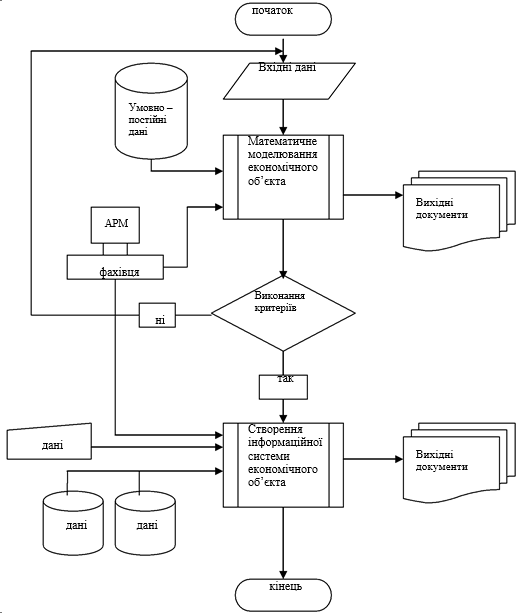 початок
Вхідні дані
Умовно –
постійні
дані
Математичне
моделювання
економічного
об’єкта
Вихідні
документи
АРМ
фахівця
Виконання
критеріїв
ні
так
Створення
інформаційної
системи
економічного
об’єкта
Вихідні
документи
дані
дані
дані
кінець